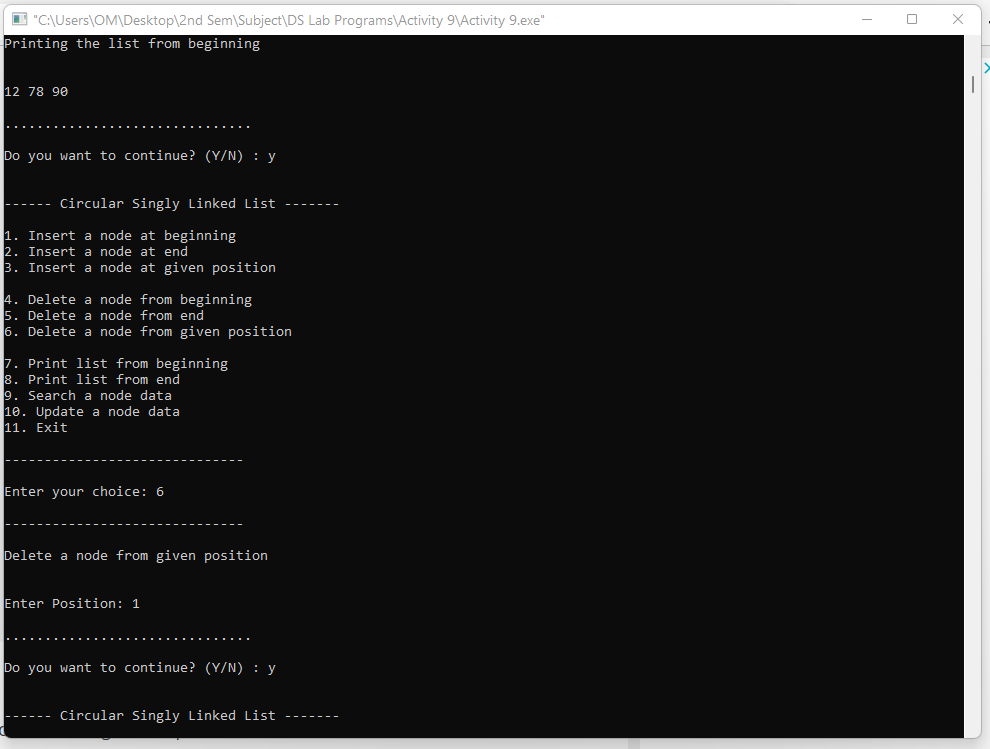 "C:\Users\OM\Desktop\2nd Sem\Subject\DS Lab Programs\Activity 9\Activity 9.exe"
Printing the list from beginning
12 78 90
...............................
Do you want to continue? (Y/N) : y
------ Circular Singly Linked List -------
1. Insert a node at beginning
2. Insert a node at end
3. Insert a node at given position
4. Delete a node from beginning
5. Delete a node from end
6. Delete a node from given position
7. Print list from beginning
8. Print list from end
9. Search a node data
10. Update a node data
11. Exit
------------------------------
Enter your choice: 6
------------------------------
Delete a node from given position
Enter Position: 1
...............................
Do you want to continue? (Y/N) : y
------ Circular Singly Linked List -------